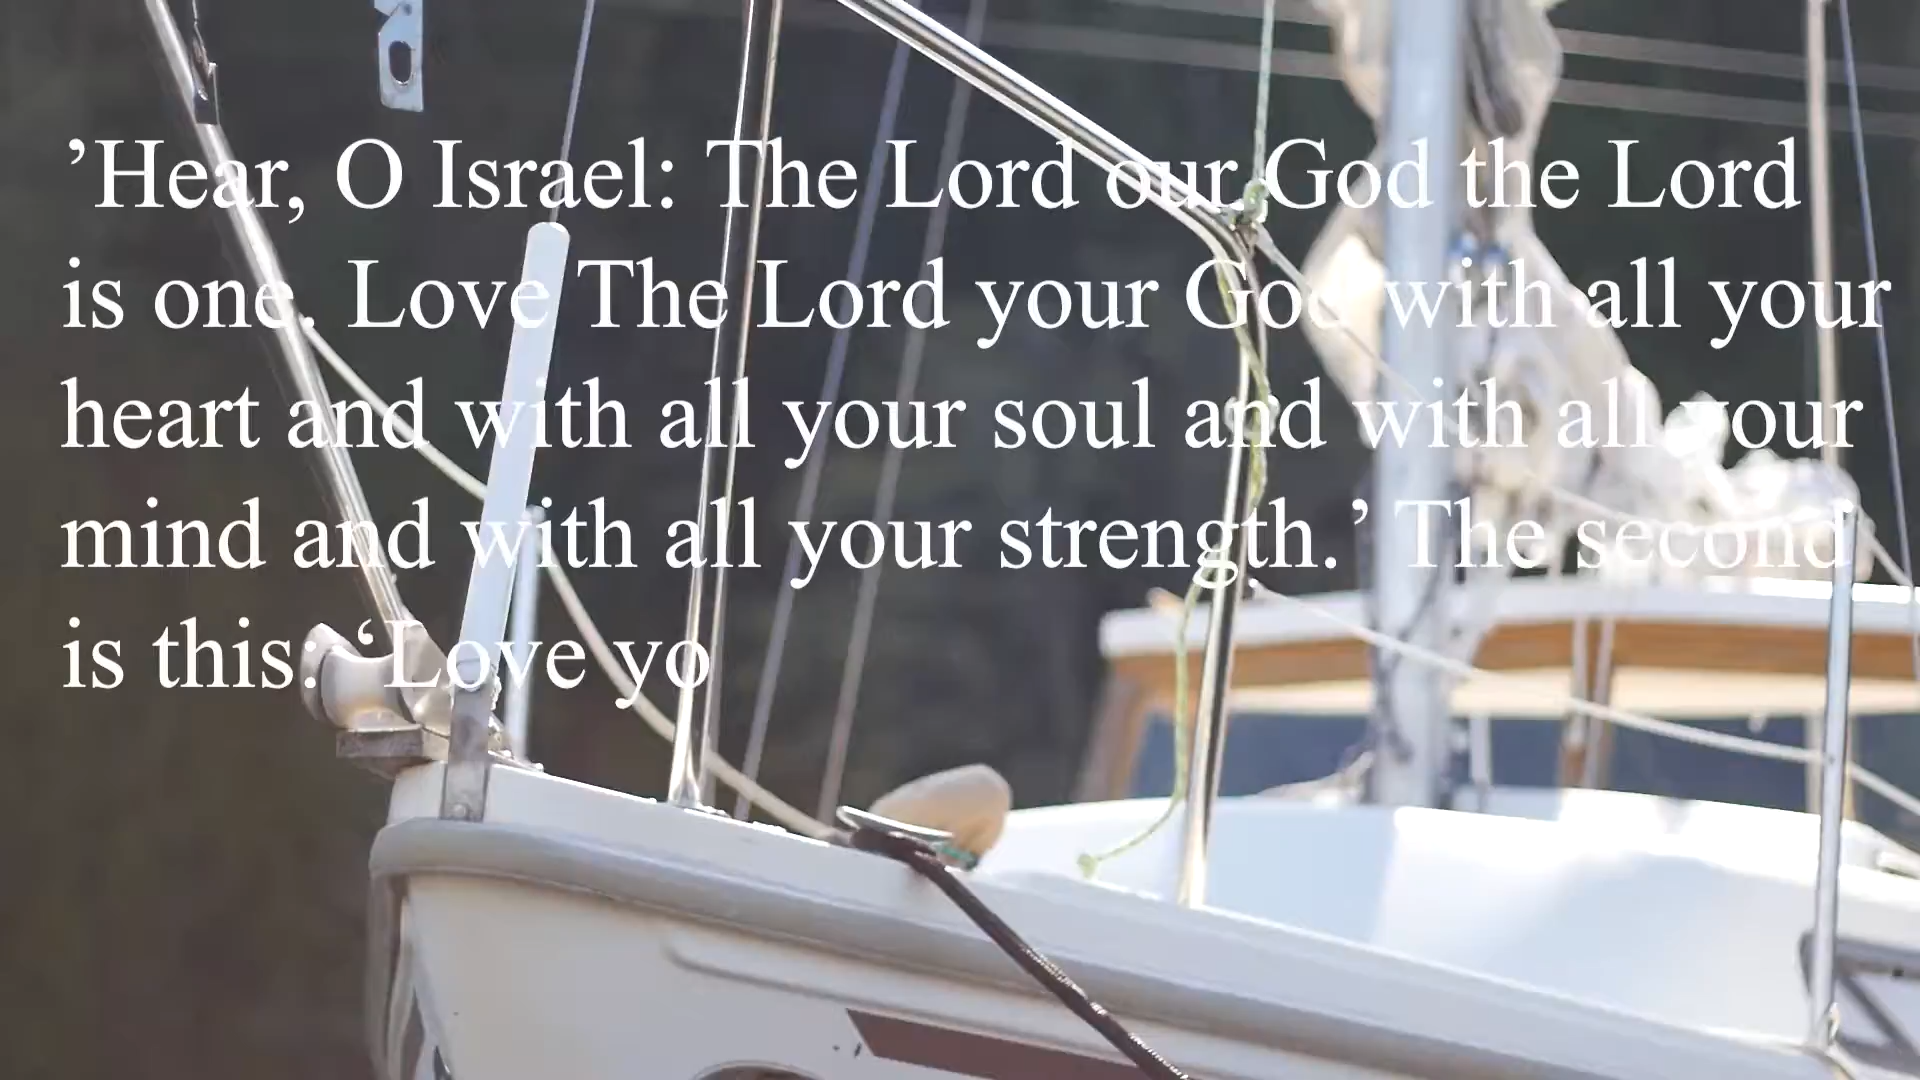 ’Hear, O Israel: The Lord our God the Lord
is one. Love The Lord your God with all your
heart and with all your soul and with all your
mind and with all your strength.’ The second
is this: ‘Love yo